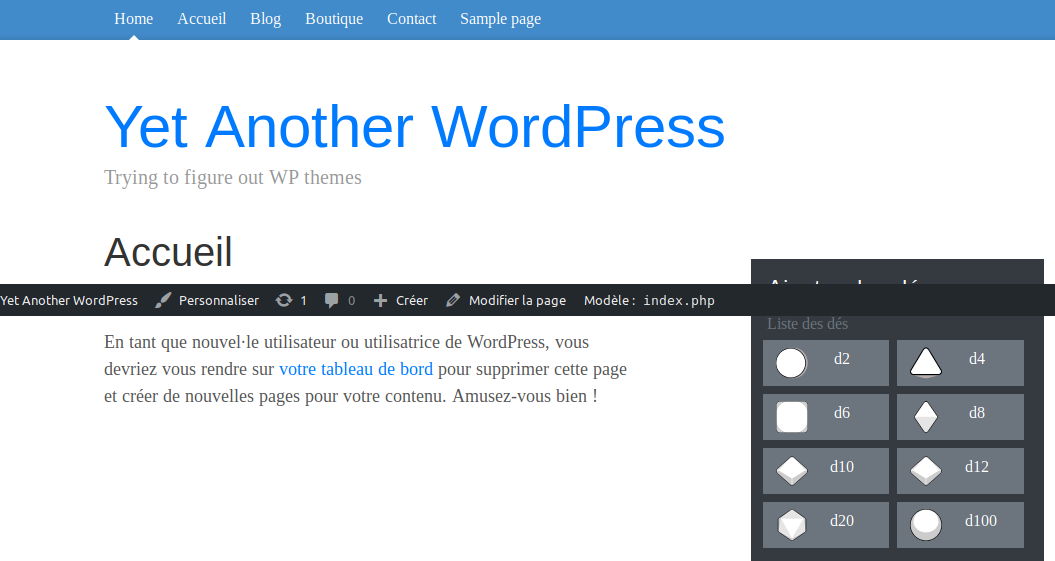 Home Accueil Blog Boutique Contact Sample page
Yet Another WordPress
Trying to figure out WP themes
Accueil
Yet Another WordPress Personnaliser 1 0 Créer Modifier la page Modèle : index.php
En tant que nouvel·le utilisateur ou utilisatrice de WordPress, vous
devriez vous rendre sur votre tableau de bord pour supprimer cette page
et créer de nouvelles pages pour votre contenu. Amusez-vous bien !
Liste des dés
d2 d4
d6 d8
d10 d12
d20 d100